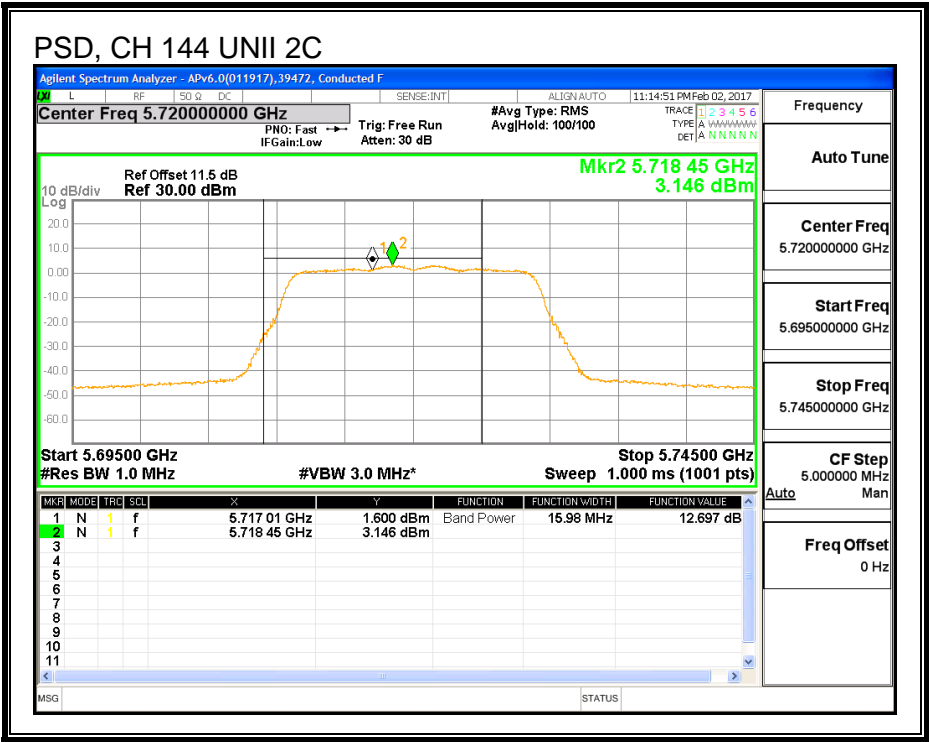 PSD, CH 144 UNII 2C
Agilent Spectrum Analyzer - APv6.0(011917),39472, Conducted F
LXI L RF 50 Ω DC SENSE:INT ALIGN AUTO 11:14:51 PM Feb 02, 2017
Center Freq 5.720000000 GHz
PNO: Fast
IFGain:Low
Trig: Free Run
Atten: 30 dB
#Avg Type: RMS
Avg|Hold: 100/100
TRACE 1 2 3 4 5 6
TYPE A WWWWW
DET A N N N N N
Ref Offset 11.5 dB
Ref 30.00 dBm
10 dB/div
Log
Mkr2 5.718 45 GHz
3.146 dBm
20.0
10.0
0.00
-10.0
-20.0
-30.0
-40.0
-50.0
-60.0
1 2
Start 5.69500 GHz
Stop 5.74500 GHz
#Res BW 1.0 MHz
#VBW 3.0 MHz*
Sweep 1.000 ms (1001 pts)
MKR MODE TRC SCL X Y FUNCTION FUNCTION WIDTH FUNCTION VALUE
1 N 1 f 5.717 01 GHz 1.600 dBm Band Power 15.98 MHz 12.697 dB
2 N 1 f 5.718 45 GHz 3.146 dBm
3
4
5
6
7
8
9
10
11
MSG
STATUS
Frequency
Auto Tune
Center Freq
5.720000000 GHz
Start Freq
5.695000000 GHz
Stop Freq
5.745000000 GHz
CF Step
5.000000 MHz
Auto Man
Freq Offset
0 Hz